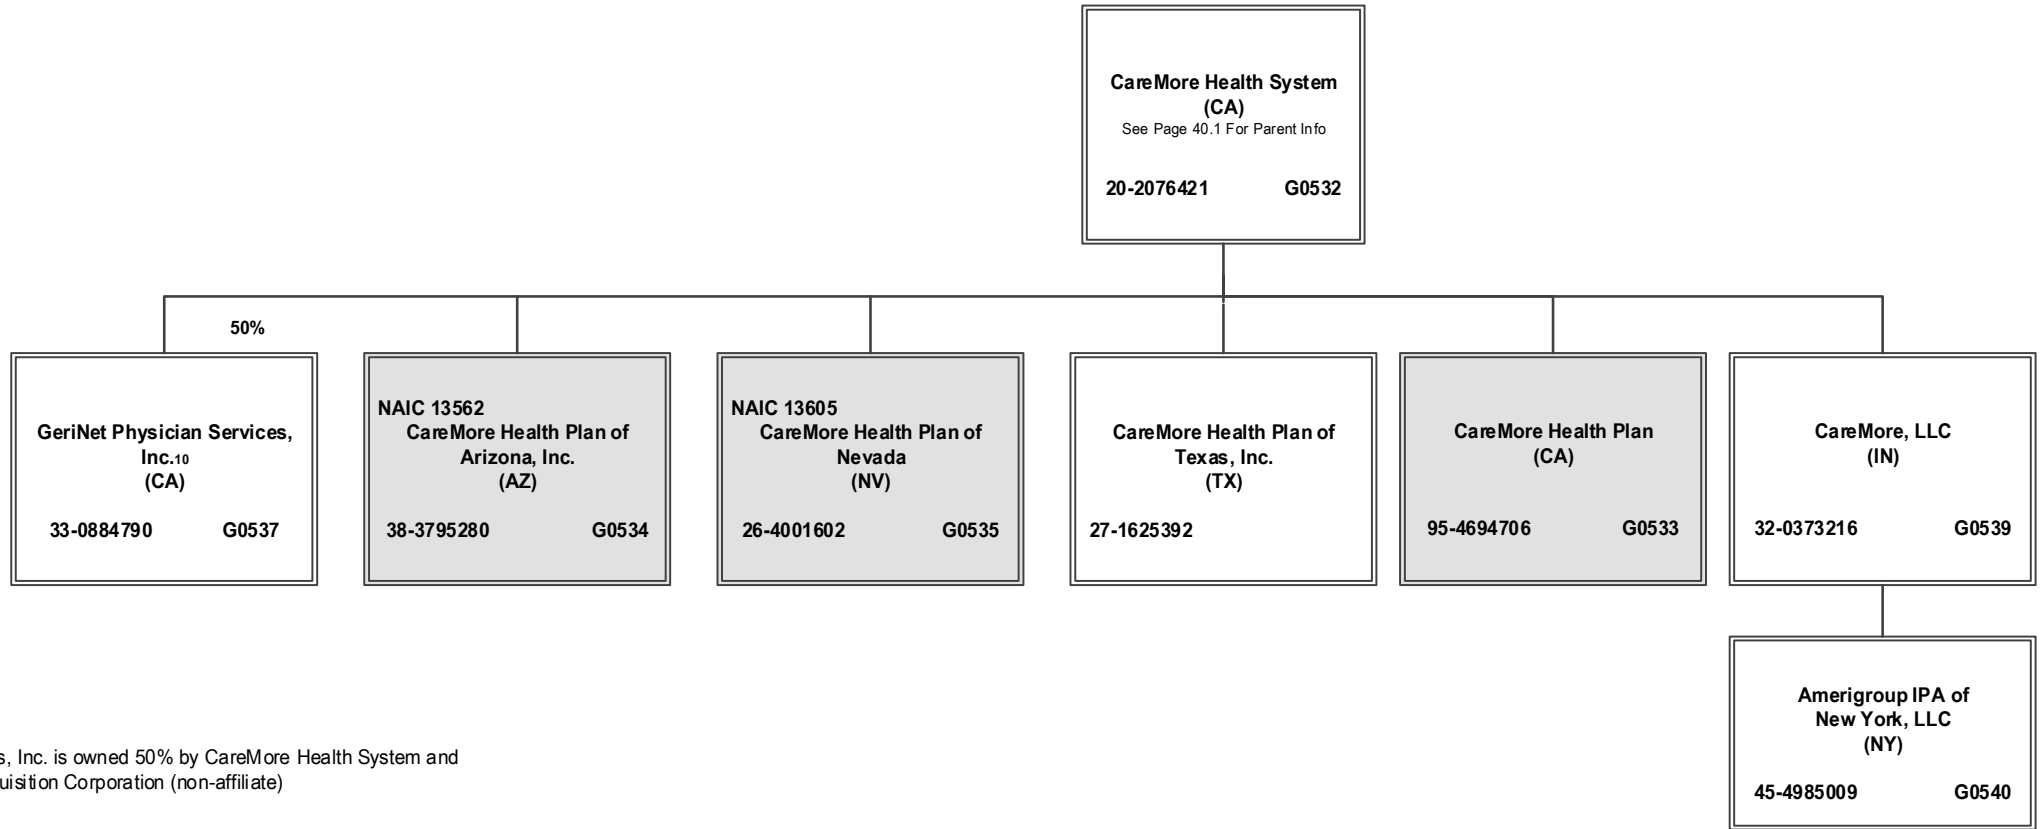 CareMore Health System
(CA)
See Page 40.1 For Parent Info
20-2076421 G0532
50%
GeriNet Physician Services,
Inc.10
(CA)
33-0884790 G0537
NAIC 13562
CareMore Health Plan of
Arizona, Inc.
(AZ)
38-3795280 G0534
NAIC 13605
CareMore Health Plan of
Nevada
(NV)
26-4001602 G0535
CareMore Health Plan of
Texas, Inc.
(TX)
27-1625392
CareMore Health Plan
(CA)
95-4694706 G0533
CareMore, LLC
(IN)
32-0373216 G0539
Amerigroup IPA of
New York, LLC
(NY)
45-4985009 G0540
s, Inc. is owned 50% by CareMore Health System and
uisition Corporation (non-affiliate)